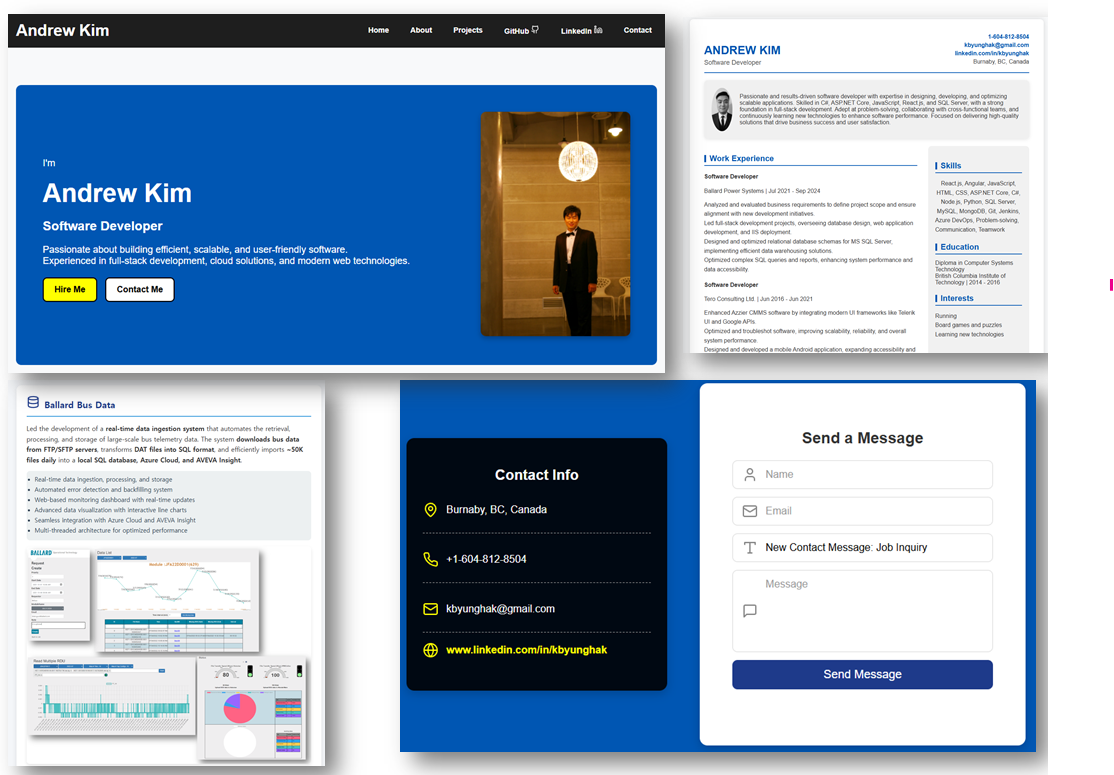 Andrew Kim
Home About Projects GitHub LinkedIn Contact
I'm
Andrew Kim
Software Developer
Passionate about building efficient, scalable, and user-friendly software.
Experienced in full-stack development, cloud solutions, and modern web technologies.
Hire Me Contact Me
ANDREW KIM
Software Developer
1-604-812-8504
kbyunghak@gmail.com
linkedin.com/in/kbyunghak
Burnaby, BC, Canada
Passionate and results-driven software developer with expertise in designing, developing, and optimizing
scalable applications. Skilled in C#, ASP.NET Core, JavaScript, React.js, and SQL Server, with a strong
foundation in full-stack development. Adept at problem-solving, collaborating with cross-functional teams, and
continuously learning new technologies to enhance software performance. Focused on delivering high-quality
solutions that drive business success and user satisfaction.
Work Experience
Software Developer
Ballard Power Systems | Jul 2021 - Sep 2024
Analyzed and evaluated business requirements to define project scope and ensure
alignment with new development initiatives.
Led full-stack development projects, overseeing database design, web application
development, and IIS deployment.
Designed and optimized relational database schemas for MS SQL Server,
implementing efficient data warehousing solutions.
Optimized complex SQL queries and reports, enhancing system performance and
data accessibility.
Software Developer
Tero Consulting Ltd. | Jun 2016 - Jun 2021
Enhanced Azzier CMMS software by integrating modern UI frameworks like Telerik
UI and Google APIs.
Optimized and troubleshot software, improving scalability, reliability, and overall
system performance.
Designed and developed a mobile Android application, expanding accessibility and
Skills
React.js, Angular, JavaScript,
HTML, CSS, ASP.NET Core, C#,
Node.js, Python, SQL Server,
MySQL, MongoDB, Git, Jenkins,
Azure DevOps, Problem-solving,
Communication, Teamwork
Education
Diploma in Computer Systems
Technology
British Columbia Institute of
Technology | 2014 - 2016
Interests
Running
Board games and puzzles
Learning new technologies
Ballard Bus Data
Led the development of a real-time data ingestion system that automates the retrieval,
processing, and storage of large-scale bus telemetry data. The system downloads bus data
from FTP/SFTP servers, transforms DAT files into SQL format, and efficiently imports ~50K
files daily into a local SQL database, Azure Cloud, and AVEVA Insight.
Real-time data ingestion, processing, and storage
Automated error detection and backfilling system
Web-based monitoring dashboard with real-time updates
Advanced data visualization with interactive line charts
Seamless integration with Azure Cloud and AVEVA Insight
Multi-threaded architecture for optimized performance
BALLARD
Request
Create
Data List
80
100
Contact Info
Burnaby, BC, Canada
+1-604-812-8504
kbyunghak@gmail.com
www.linkedin.com/in/kbyunghak
Send a Message
Name
Email
New Contact Message: Job Inquiry
Message
Send Message